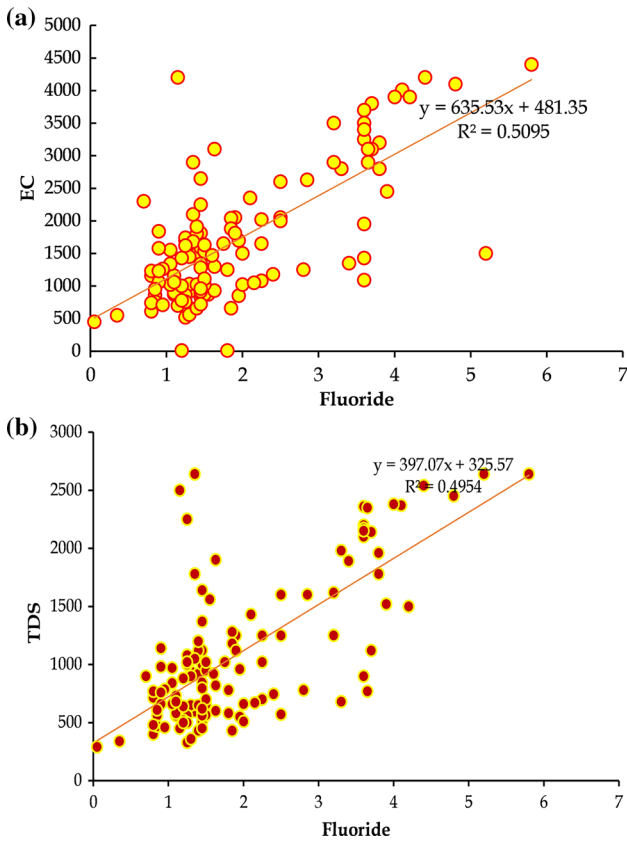 (a)
5000
4500
4000
3500
3000
2500
2000
1500
1000
500
0
EC
y = 635.53x + 481.35
R² = 0.5095
0 1 2 3 4 5 6 7
Fluoride
(b)
3000
2500
2000
1500
1000
500
0
TDS
y = 397.07x + 325.57
R² = 0.4954
0 1 2 3 4 5 6 7
Fluoride